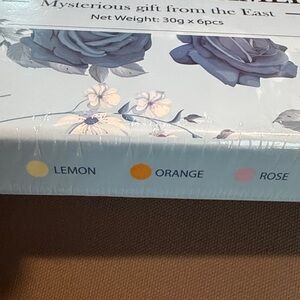 Mysterious gift from the East
Net Weight: 30g x 6pcs
LEMON
ORANGE
ROSE